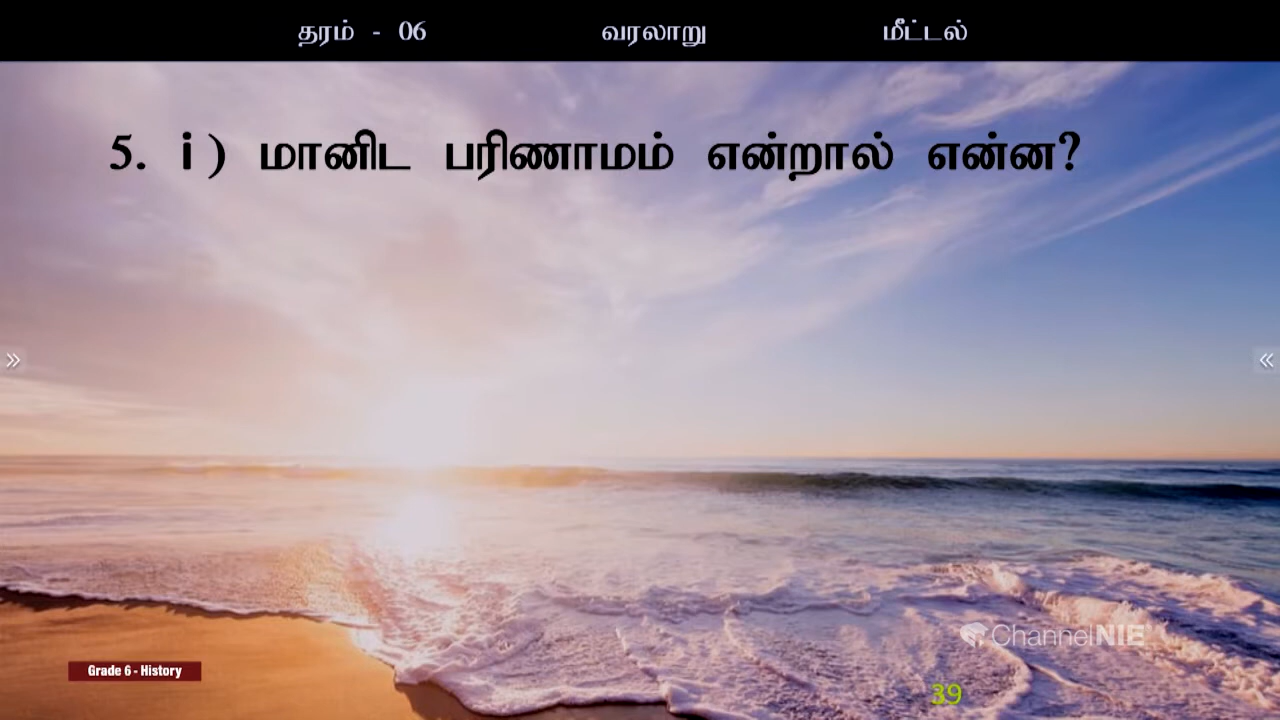 தரம் - 06 வரலாறு மீட்டல்
5. i) மானிட பரிணாமம் என்றால் என்ன?
ChannelNIE
Grade 6 - History
39